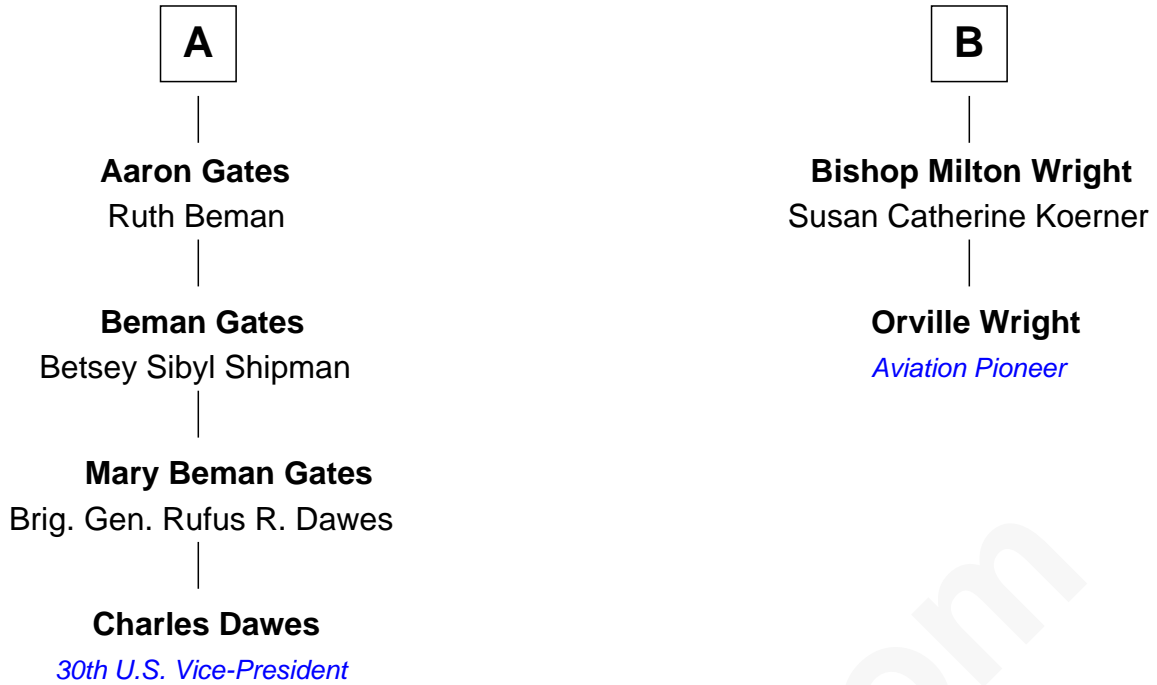 A
Aaron Gates
Ruth Beman
Beman Gates
Betsey Sibyl Shipman
Mary Beman Gates
Brig. Gen. Rufus R. Dawes
Charles Dawes
30th U.S. Vice-President
B
Bishop Milton Wright
Susan Catherine Koerner
Orville Wright
Aviation Pioneer
om